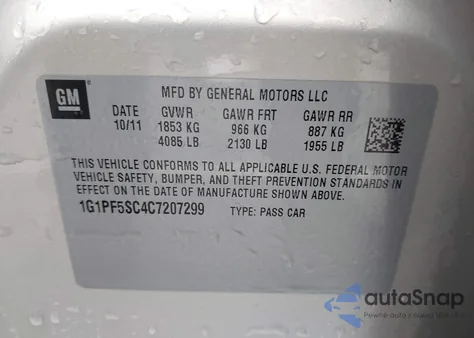 GM
MFD BY GENERAL MOTORS LLC
DATE GVWR GAWR FRT GAWR RR
10/11 1853 KG 966 KG 887 KG
4085 LB 2130 LB 1955 LB
THIS VEHICLE CONFORMS TO ALL APPLICABLE U.S. FEDERAL MOTOR
VEHICLE SAFETY, BUMPER, AND THEFT PREVENTION STANDARDS IN
EFFECT ON THE DATE OF MANUFACTURE SHOWN ABOVE.
1G1PF5SC4C7207299 TYPE: PASS CAR
autoSnap